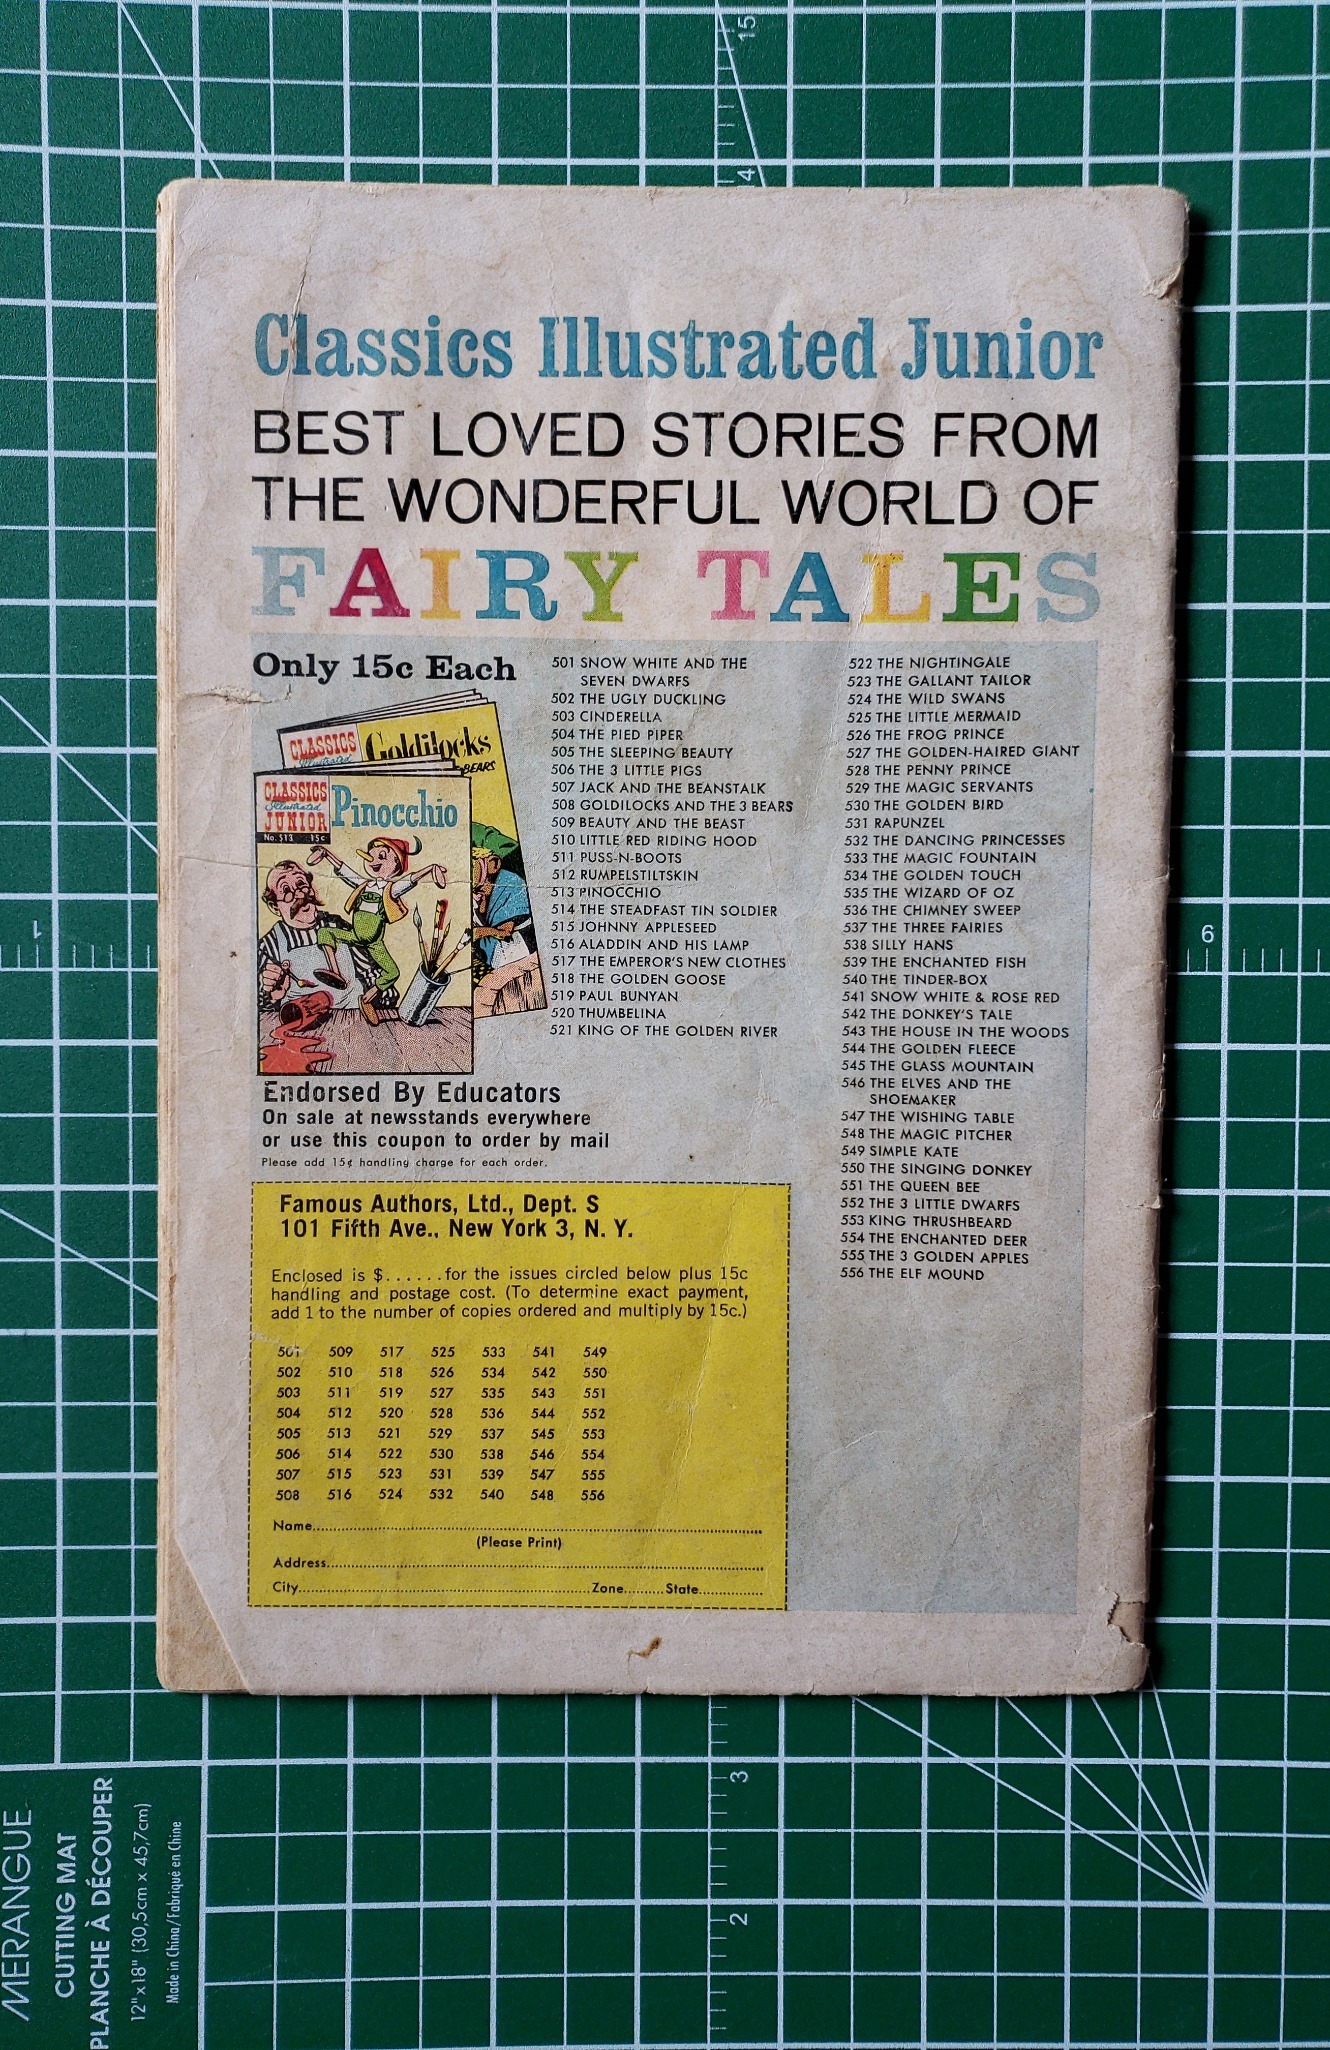 15
14
Classics Illustrated Junior
BEST LOVED STORIES FROM
THE WONDERFUL WORLD OF
FAIRY TALES
Only 15c Each
CLASSICS
Illustrated
Goldilocks
BEARS
CLASSICS
Illustrated
JUNIOR
No. 513 15c
Pinocchio
501 SNOW WHITE AND THE
SEVEN DWARFS
502 THE UGLY DUCKLING
503 CINDERELLA
504 THE PIED PIPER
505 THE SLEEPING BEAUTY
506 THE 3 LITTLE PIGS
507 JACK AND THE BEANSTALK
508 GOLDILOCKS AND THE 3 BEARS
509 BEAUTY AND THE BEAST
510 LITTLE RED RIDING HOOD
511 PUSS-N-BOOTS
512 RUMPELSTILTSKIN
513 PINOCCHIO
514 THE STEADFAST TIN SOLDIER
515 JOHNNY APPLESEED
516 ALADDIN AND HIS LAMP
517 THE EMPEROR'S NEW CLOTHES
518 THE GOLDEN GOOSE
519 PAUL BUNYAN
520 THUMBELINA
521 KING OF THE GOLDEN RIVER
522 THE NIGHTINGALE
523 THE GALLANT TAILOR
524 THE WILD SWANS
525 THE LITTLE MERMAID
526 THE FROG PRINCE
527 THE GOLDEN-HAIRED GIANT
528 THE PENNY PRINCE
529 THE MAGIC SERVANTS
530 THE GOLDEN BIRD
531 RAPUNZEL
532 THE DANCING PRINCESSES
533 THE MAGIC FOUNTAIN
534 THE GOLDEN TOUCH
535 THE WIZARD OF OZ
536 THE CHIMNEY SWEEP
537 THE THREE FAIRIES
538 SILLY HANS
539 THE ENCHANTED FISH
540 THE TINDER-BOX
541 SNOW WHITE & ROSE RED
542 THE DONKEY'S TALE
543 THE HOUSE IN THE WOODS
544 THE GOLDEN FLEECE
545 THE GLASS MOUNTAIN
546 THE ELVES AND THE
SHOEMAKER
547 THE WISHING TABLE
548 THE MAGIC PITCHER
549 SIMPLE KATE
550 THE SINGING DONKEY
551 THE QUEEN BEE
552 THE 3 LITTLE DWARFS
553 KING THRUSHBEARD
554 THE ENCHANTED DEER
555 THE 3 GOLDEN APPLES
556 THE ELF MOUND
Endorsed By Educators
On sale at newsstands everywhere
or use this coupon to order by mail
Please add 15¢ handling charge for each order.
Famous Authors, Ltd., Dept. S
101 Fifth Ave., New York 3, N. Y.
Enclosed is $......for the issues circled below plus 15c
handling and postage cost. (To determine exact payment,
add 1 to the number of copies ordered and multiply by 15c.)
501 509 517 525 533 541 549
502 510 518 526 534 542 550
503 511 519 527 535 543 551
504 512 520 528 536 544 552
505 513 521 529 537 545 553
506 514 522 530 538 546 554
507 515 523 531 539 547 555
508 516 524 532 540 548 556
Name
(Please Print)
Address
City Zone State
1
6
3
2
MERANGUE
CUTTING MAT
PLANCHE À DÉCOUPER
12" x 18" (30,5cm x 45,7cm)
Made in China/Fabriqué en Chine